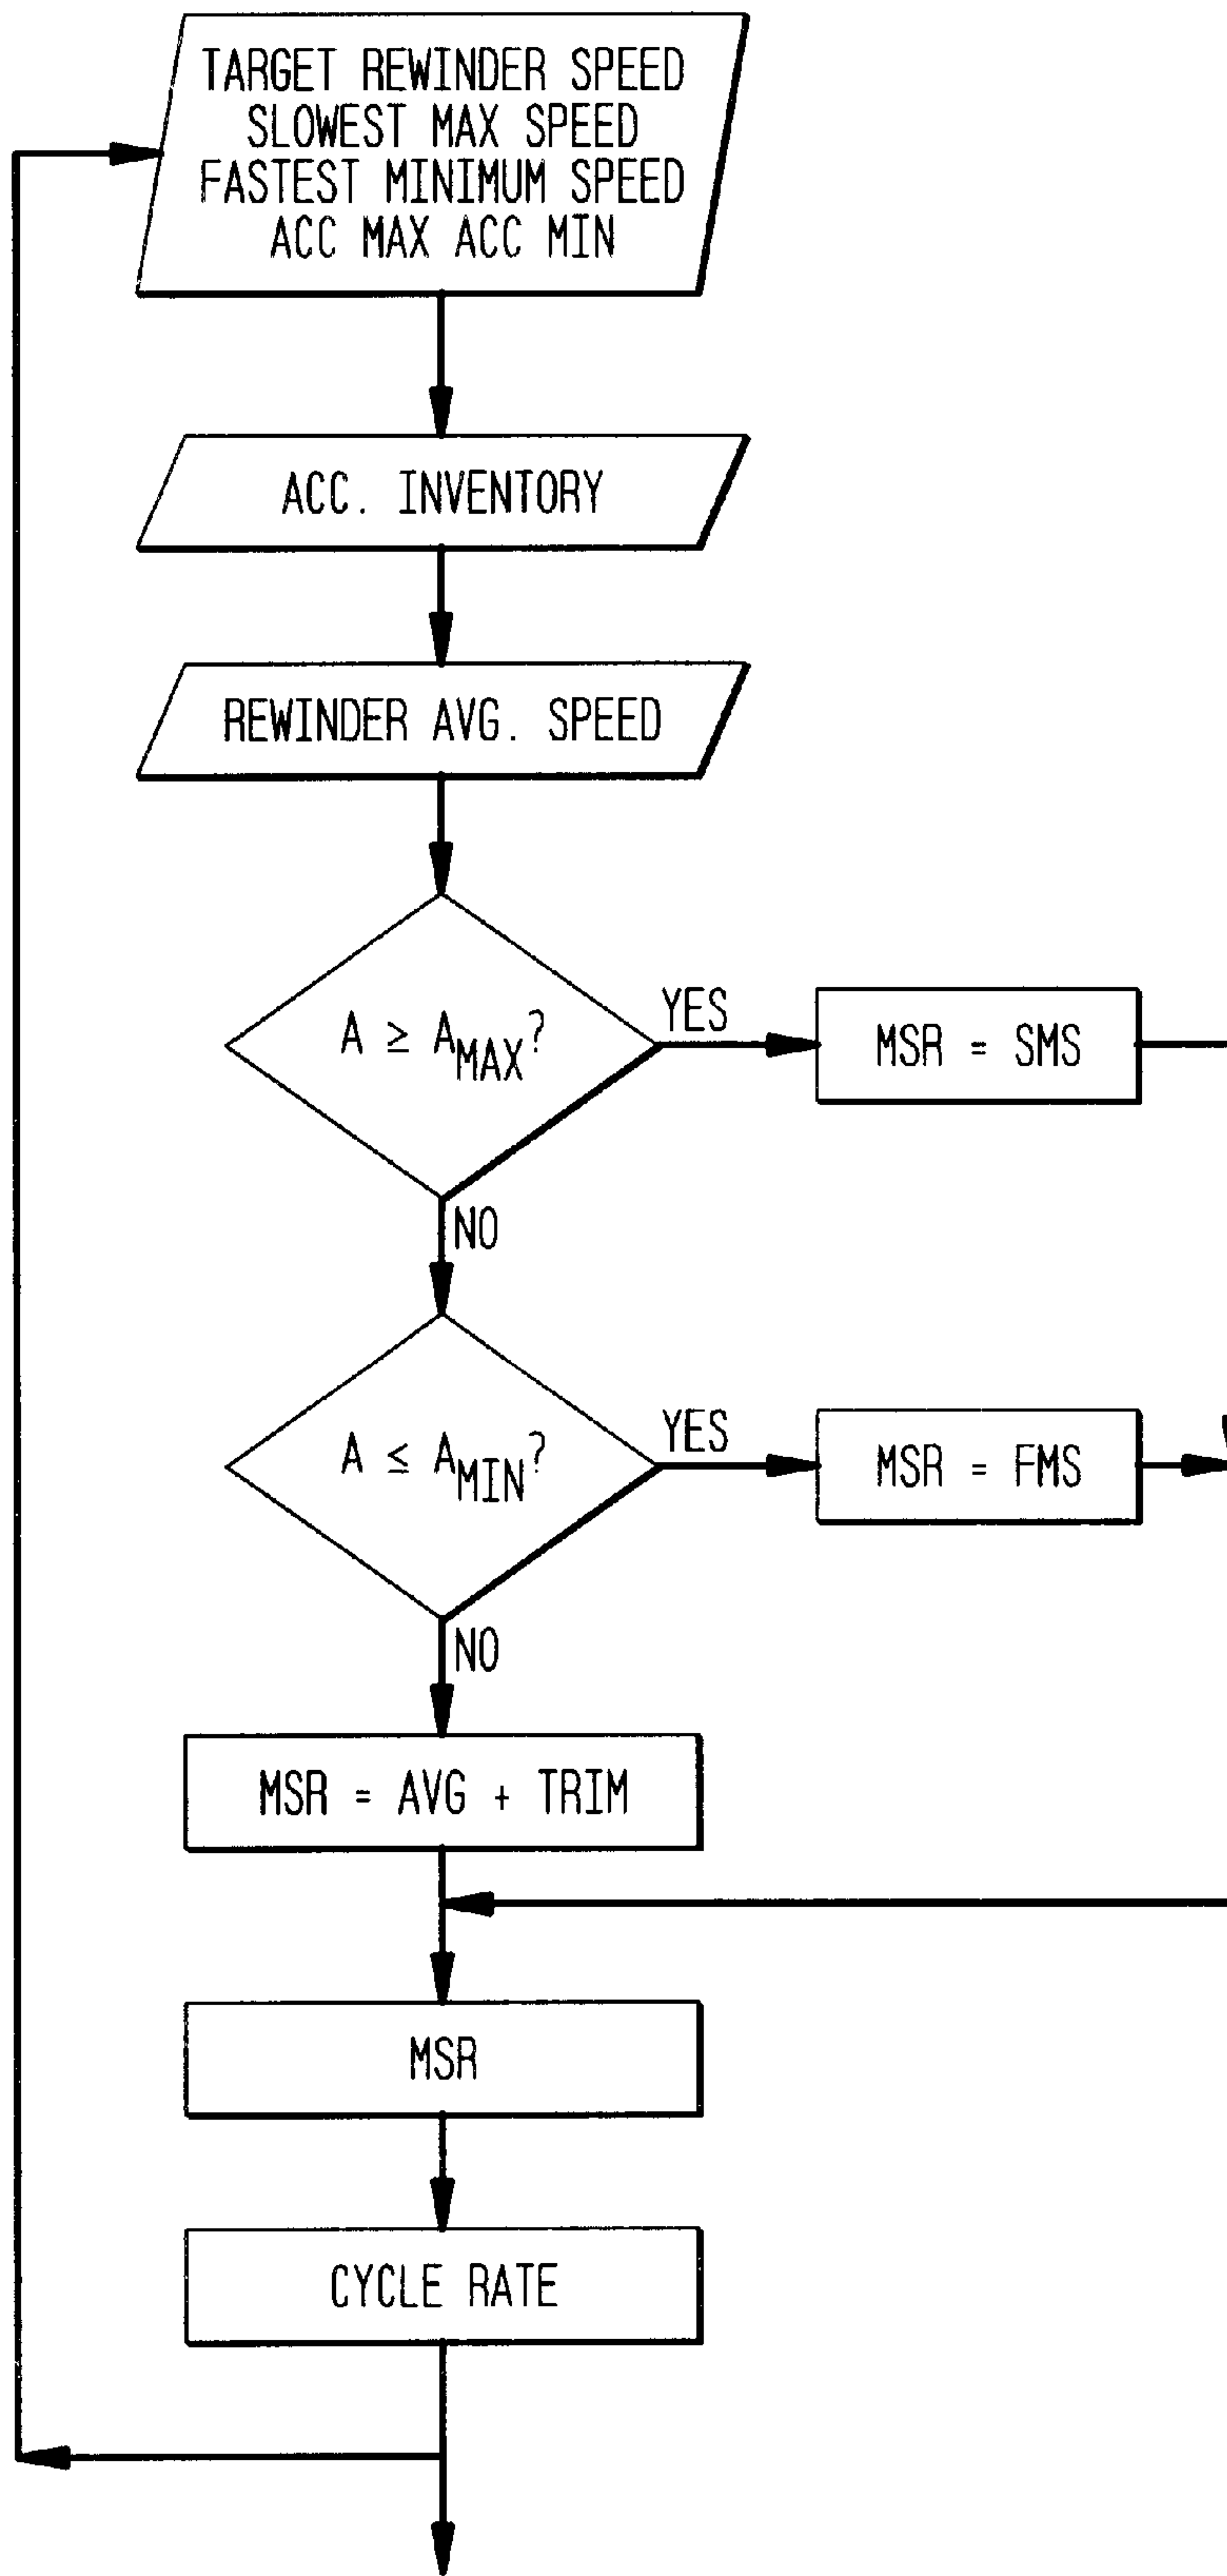 TARGET REWINDER SPEED
SLOWEST MAX SPEED
FASTEST MINIMUM SPEED
ACC MAX ACC MIN
ACC. INVENTORY
REWINDER AVG. SPEED
A ≥ AMAX?
YES
MSR = SMS
NO
A ≤ AMIN?
YES
MSR = FMS
NO
MSR = AVG + TRIM
MSR
CYCLE RATE